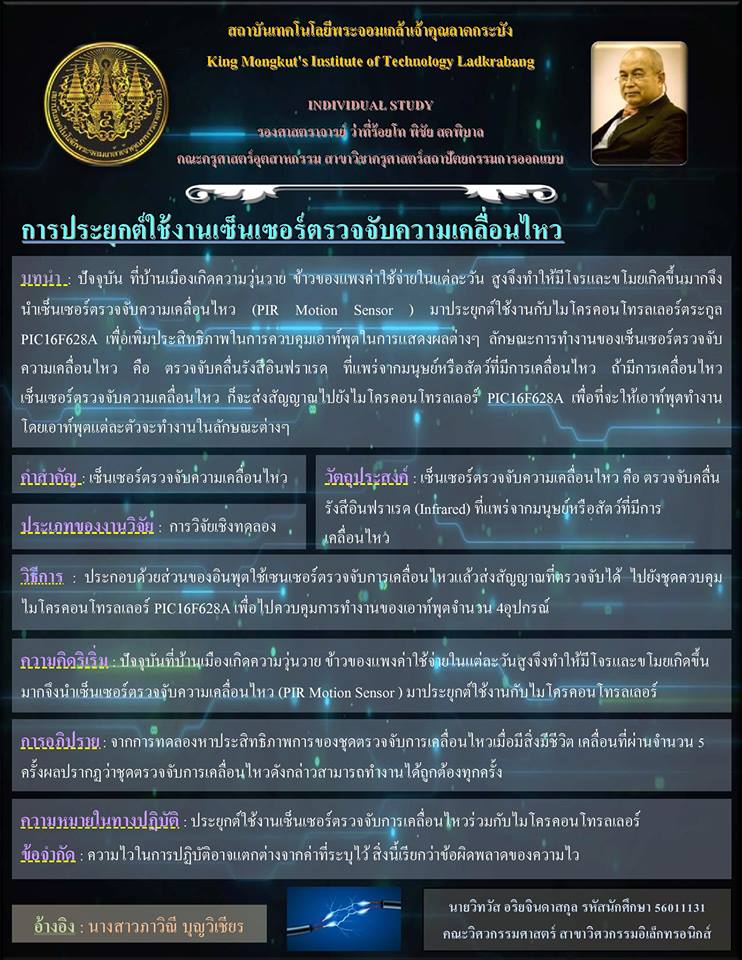 สถาบันเทคโนโลยีพระจอมเกล้าเจ้าคุณลาดกระบัง
King Mongkut's Institute of Technology Ladkrabang
INDIVIDUAL STUDY
รองศาสตราจารย์ ว่าที่ร้อยโท พิชัย สดภิบาล
คณะครุศาสตร์อุตสาหกรรม สาขาวิชาครุศาสตร์สถาปัตยกรรมการออกแบบ
การประยุกต์ใช้งานเซ็นเซอร์ตรวจจับความเคลื่อนไหว
บทนำ : ปัจจุบัน ที่บ้านเมืองเกิดความวุ่นวาย ข้าวของแพงค่าใช้จ่ายในแต่ละวัน สูงจึงทำให้มีโจรและขโมยเกิดขึ้นมากจึง
นำเซ็นเซอร์ตรวจจับความเคลื่อนไหว (PIR Motion Sensor ) มาประยุกต์ใช้งานกับไมโครคอนโทรลเลอร์ตระกูล
PIC16F628A เพื่อเพิ่มประสิทธิภาพในการควบคุมเอาท์พุตในการแสดงผลต่างๆ ลักษณะการทำงานของเซ็นเซอร์ตรวจจับ
ความเคลื่อนไหว คือ ตรวจจับคลื่นรังสีอินฟราเรด ที่แพร่จากมนุษย์หรือสัตว์ที่มีการเคลื่อนไหว ถ้ามีการเคลื่อนไหว
เซ็นเซอร์ตรวจจับความเคลื่อนไหว ก็จะส่งสัญญาณไปยังไมโครคอนโทรลเลอร์ PIC16F628A เพื่อที่จะให้เอาท์พุตทำงาน
โดยเอาท์พุตแต่ละตัวจะทำงานในลักษณะต่างๆ
คำสำคัญ : เซ็นเซอร์ตรวจจับความเคลื่อนไหว
ประเภทของงานวิจัย : การวิจัยเชิงทดลอง
วัตถุประสงค์ : เซ็นเซอร์ตรวจจับความเคลื่อนไหว คือ ตรวจจับคลื่น
รังสีอินฟราเรด (Infrared) ที่แพร่จากมนุษย์หรือสัตว์ที่มีการ
เคลื่อนไหว
วิธีการ : ประกอบด้วยส่วนของอินพุตใช้เซนเซอร์ตรวจจับการเคลื่อนไหวแล้วส่งสัญญาณที่ตรวจจับได้ ไปยังชุดควบคุม
ไมโครคอนโทรลเลอร์ PIC16F628A เพื่อไปควบคุมการทำงานของเอาท์พุตจำนวน 4อุปกรณ์
ความคิดริเริ่ม : ปัจจุบันที่บ้านเมืองเกิดความวุ่นวาย ข้าวของแพงค่าใช้จ่ายในแต่ละวันสูงจึงทำให้มีโจรและขโมยเกิดขึ้น
มากจึงนำเซ็นเซอร์ตรวจจับความเคลื่อนไหว (PIR Motion Sensor ) มาประยุกต์ใช้งานกับไมโครคอนโทรลเลอร์
การอภิปราย : จากการทดลองหาประสิทธิภาพการของชุดตรวจจับการเคลื่อนไหวเมื่อมีสิ่งมีชีวิต เคลื่อนที่ผ่านจำนวน 5
ครั้งผลปรากฏว่าชุดตรวจจับการเคลื่อนไหวดังกล่าวสามารถทำงานได้ถูกต้องทุกครั้ง
ความหมายในทางปฏิบัติ : ประยุกต์ใช้งานเซ็นเซอร์ตรวจจับการเคลื่อนไหวร่วมกับไมโครคอนโทรลเลอร์
ข้อจำกัด : ความไวในการปฏิบัติอาจแตกต่างจากค่าที่ระบุไว้ สิ่งนี้เรียกว่าข้อผิดพลาดของความไว
อ้างอิง : นางสาวภาวิณี บุญวิเชียร
นายวิทวัส อริยจินดาสกุล รหัสนักศึกษา 56011131
คณะวิศวกรรมศาสตร์ สาขาวิศวกรรมอิเล็กทรอนิกส์